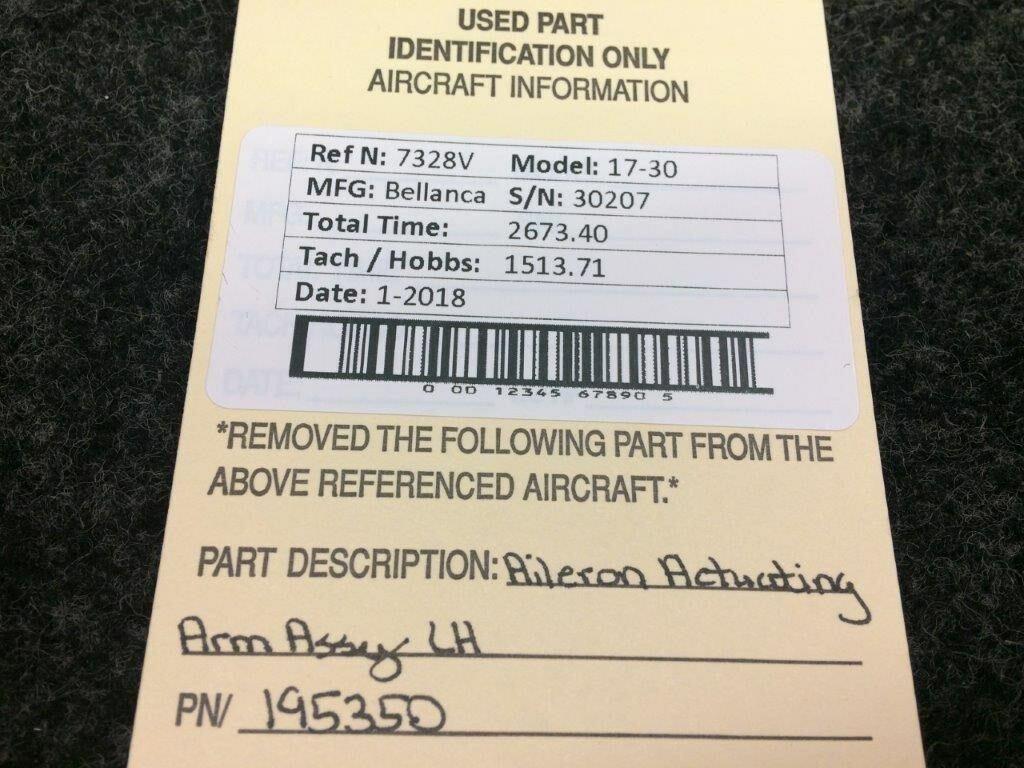 USED PART
IDENTIFICATION ONLY
AIRCRAFT INFORMATION
Ref N: 7328V Model: 17-30
MFG: Bellanca S/N: 30207
Total Time: 2673.40
Tach / Hobbs: 1513.71
Date: 1-2018
0 00 12345 67890 5
*REMOVED THE FOLLOWING PART FROM THE
ABOVE REFERENCED AIRCRAFT.*
PART DESCRIPTION: Aileron Actuating
Arm Assy LH
PN/ 195350